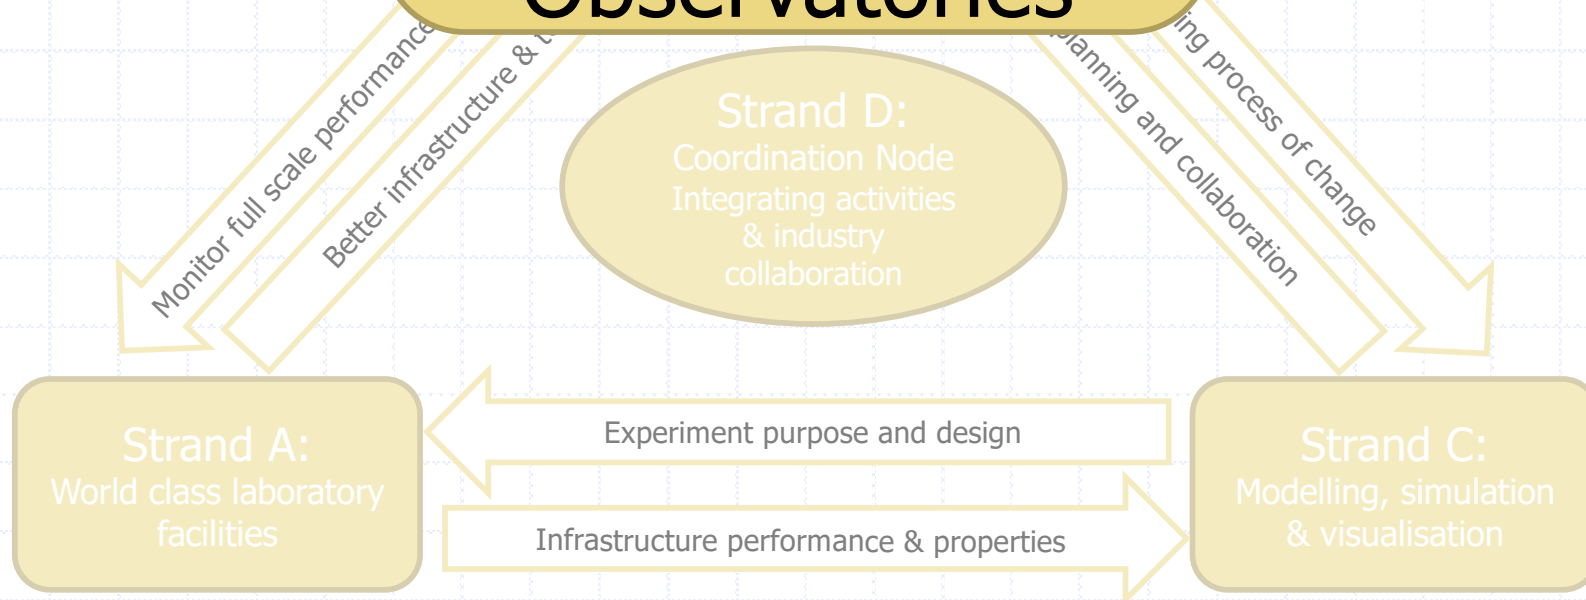 Observatories
Monitor full scale performance
Better infrastructure &
planning and collaboration
process of change
Strand D:
Coordination Node
Integrating activities
& industry
collaboration
Experiment purpose and design
Strand A:
World class laboratory
facilities
Strand C:
Modelling, simulation
& visualisation
Infrastructure performance & properties